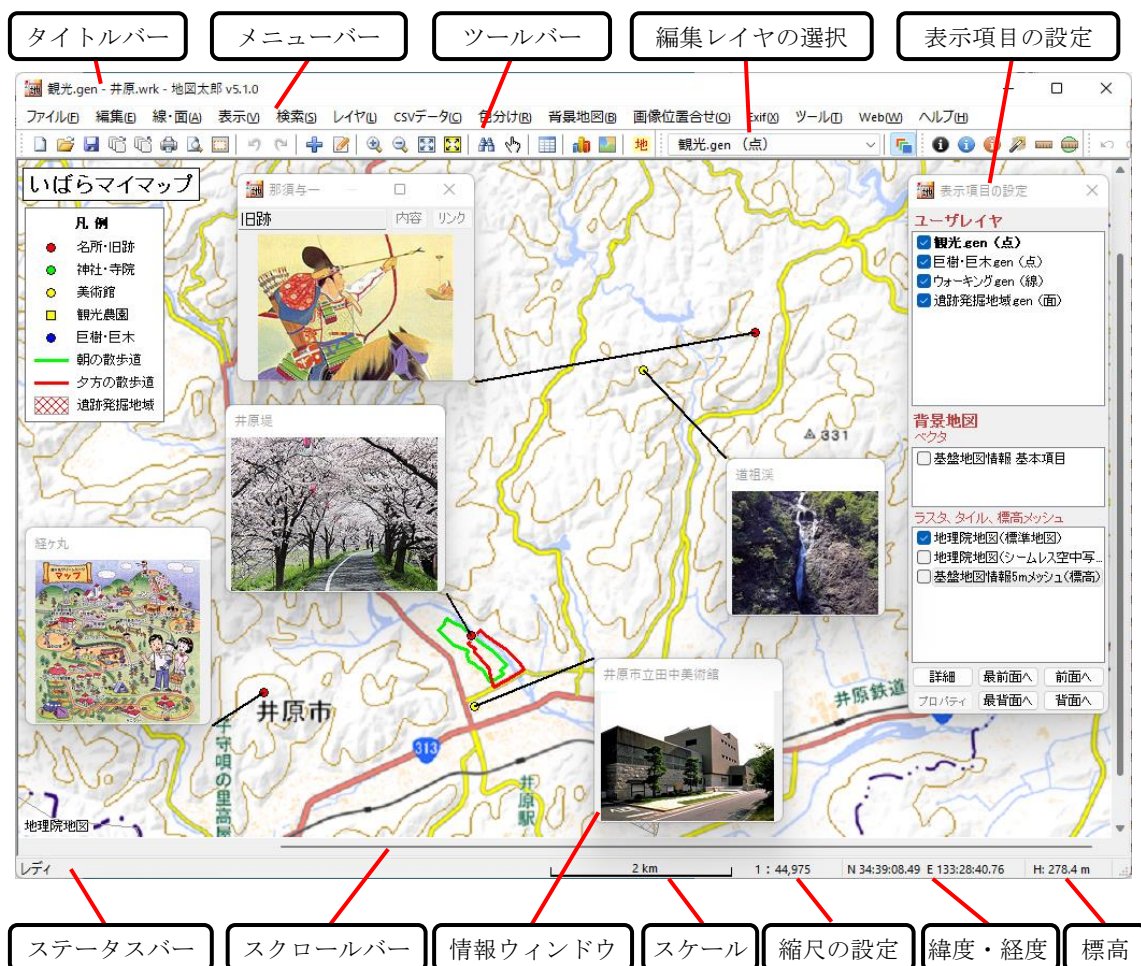 タイトルバー
メニューバー
ツールバー
編集レイヤの選択
表示項目の設定
観光.gen - 井原.wrk - 地図太郎 v5.1.0
ファイル(F) 編集(E) 線・面(A) 表示(V) 検索(S) レイヤ(L) CSVデータ(C) 色分け(R) 背景地図(B) 画像位置合せ(O) Exif(X) ツール(T) Web(W) ヘルプ(H)
地
観光.gen (点)
いばらマイマップ
凡 例
名所・旧跡
神社・寺院
美術館
観光農園
巨樹・巨木
朝の散歩道
夕方の散歩道
遺跡発掘地域
那須与一
旧跡
内容 リンク
井原堤
経ケ丸
マップ
道祖渓
井原市立田中美術館
331
井原市
313
子守唄の里高屋
井原駅
井原鉄道
地理院地図
表示項目の設定
ユーザレイヤ
観光.gen (点)
巨樹・巨木.gen (点)
ウォーキング.gen (線)
遺跡発掘地域.gen (面)
背景地図
ベクタ
基盤地図情報 基本項目
ラスタ、タイル、標高メッシュ
地理院地図(標準地図)
地理院地図(シームレス空中写...
基盤地図情報5mメッシュ(標高)
詳細 最前面へ 前面へ
プロパティ 最背面へ 背面へ
レディ
2 km
1 : 44,975
N 34:39:08.49 E 133:28:40.76
H: 278.4 m
ステータスバー
スクロールバー
情報ウィンドウ
スケール
縮尺の設定
緯度・経度
標高